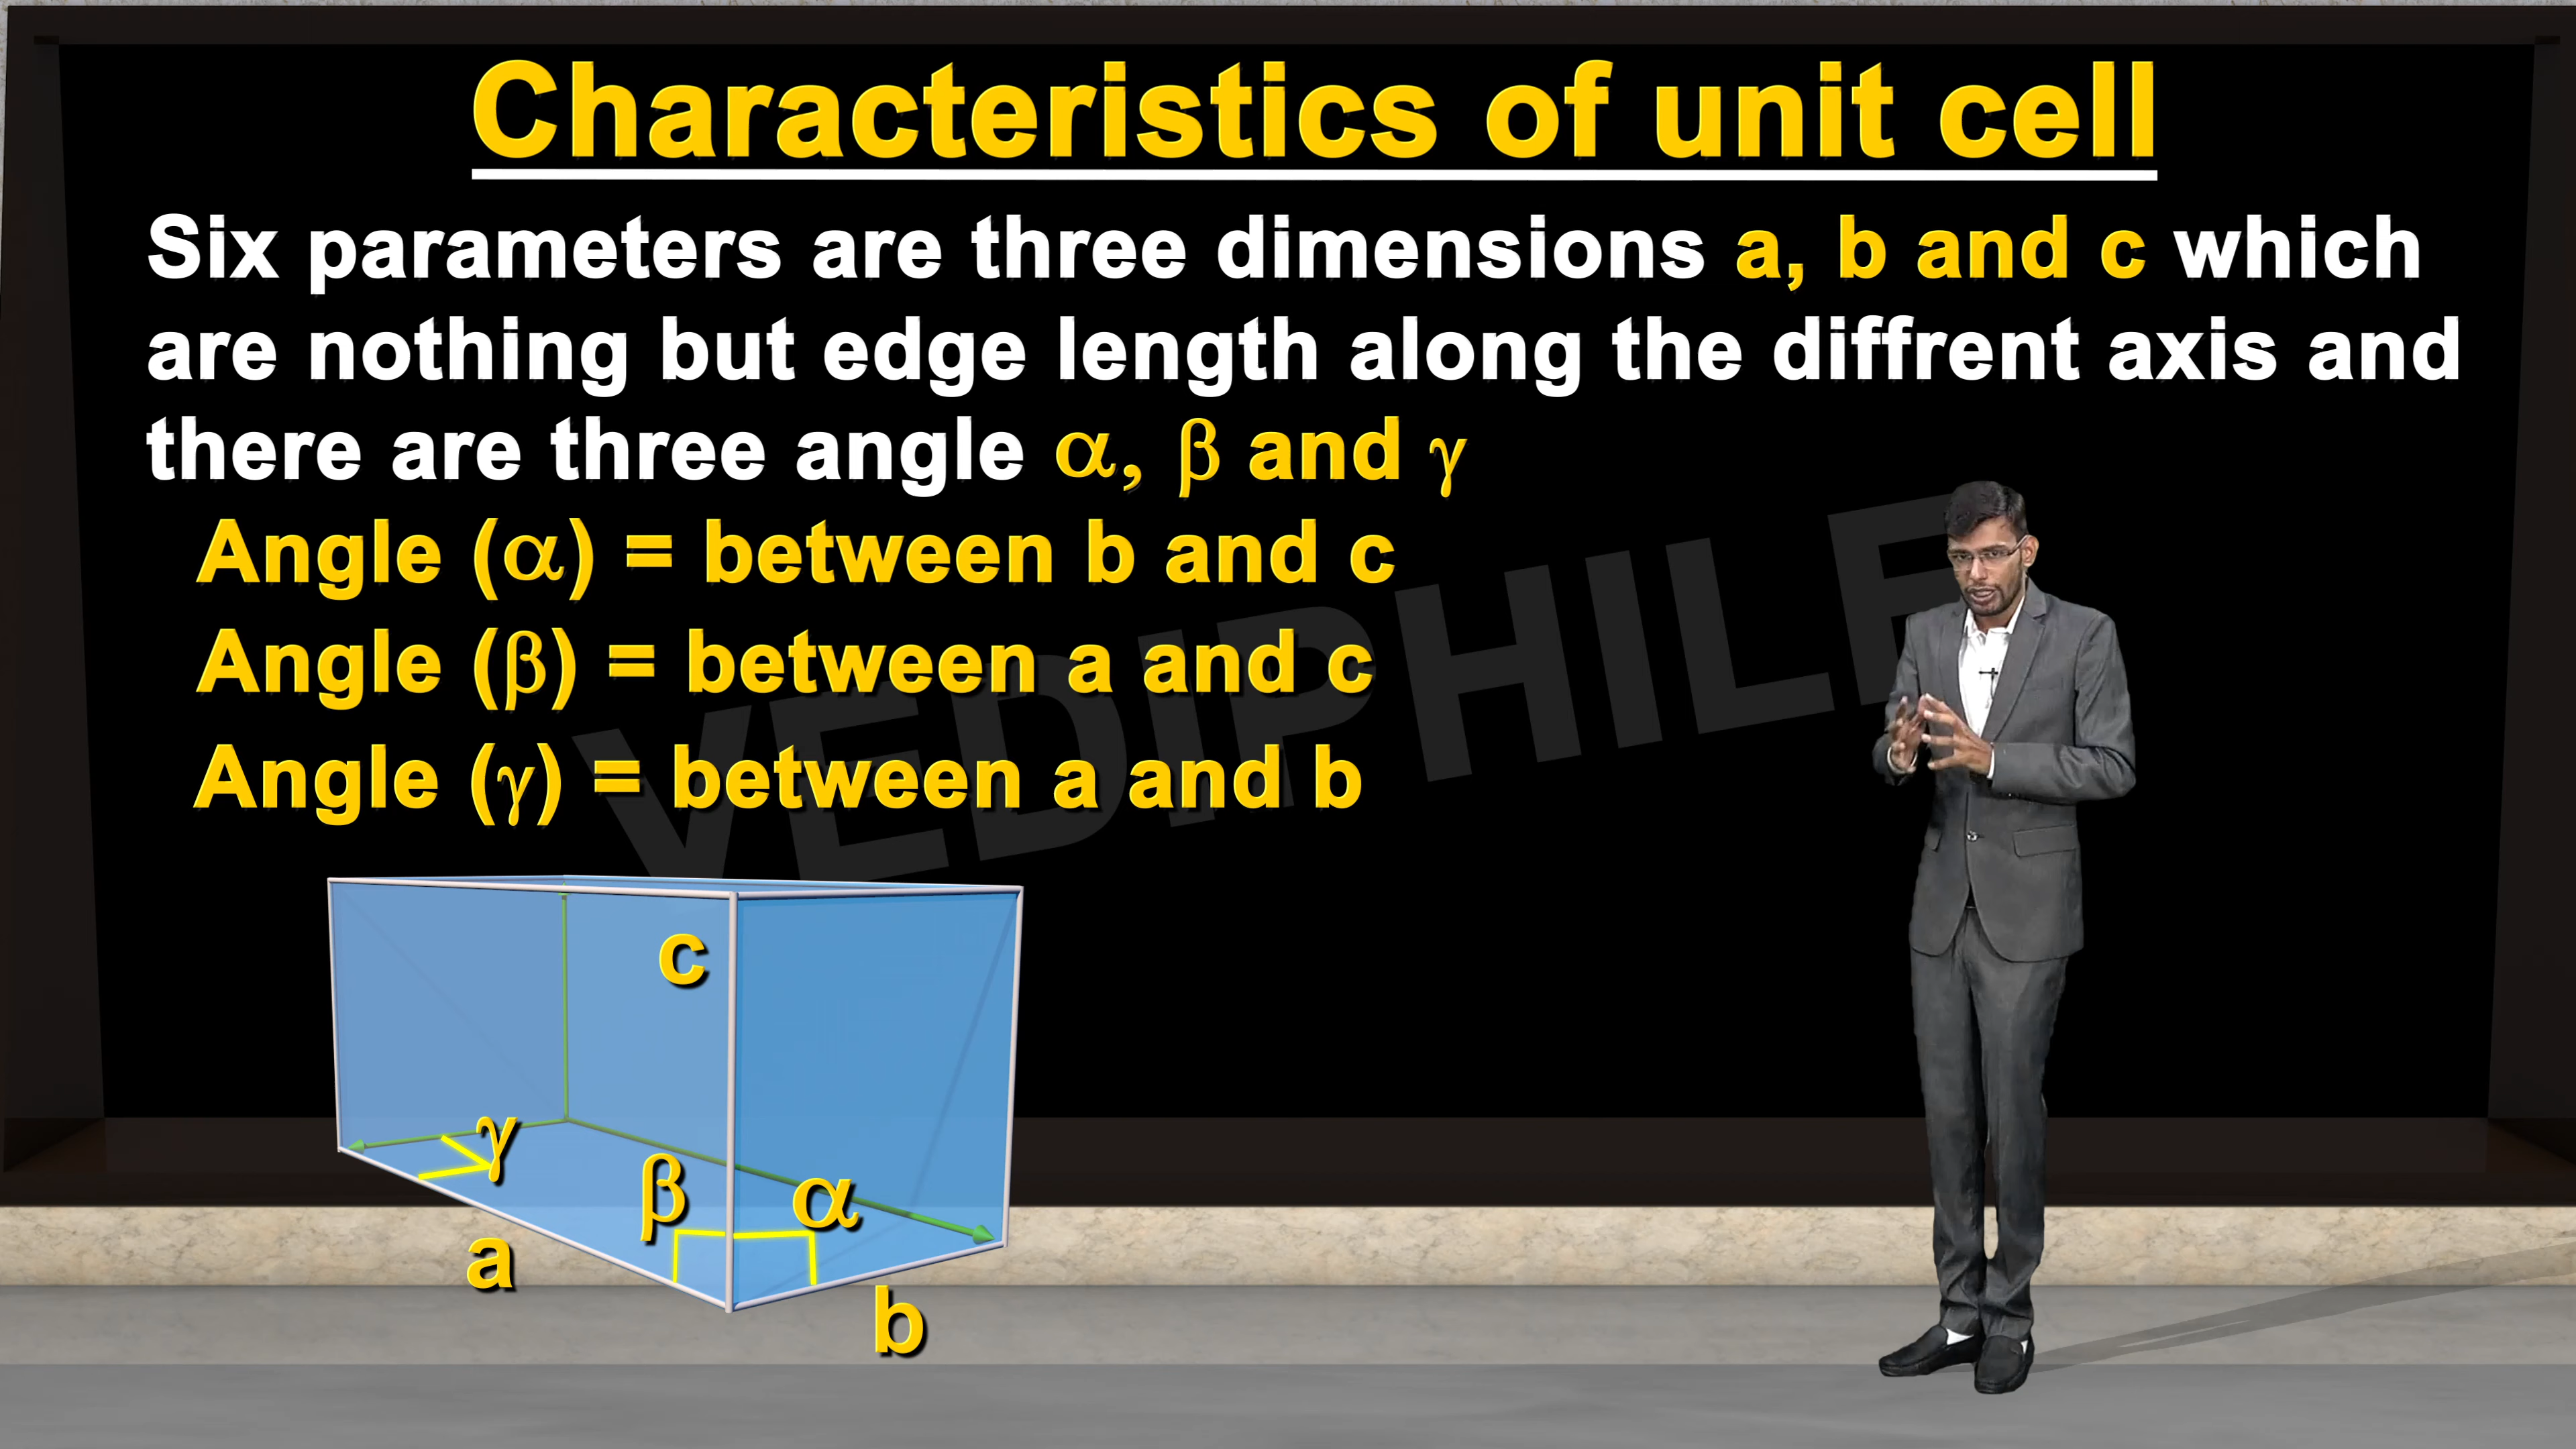 Characteristics of unit cell
Six parameters are three dimensions a, b and c which
are nothing but edge length along the diffrent axis and
there are three angle α, β and γ
Angle (α) = between b and c
Angle (β) = between a and c
Angle (γ) = between a and b
VEDIPHILE
c
γ
β
α
a
b